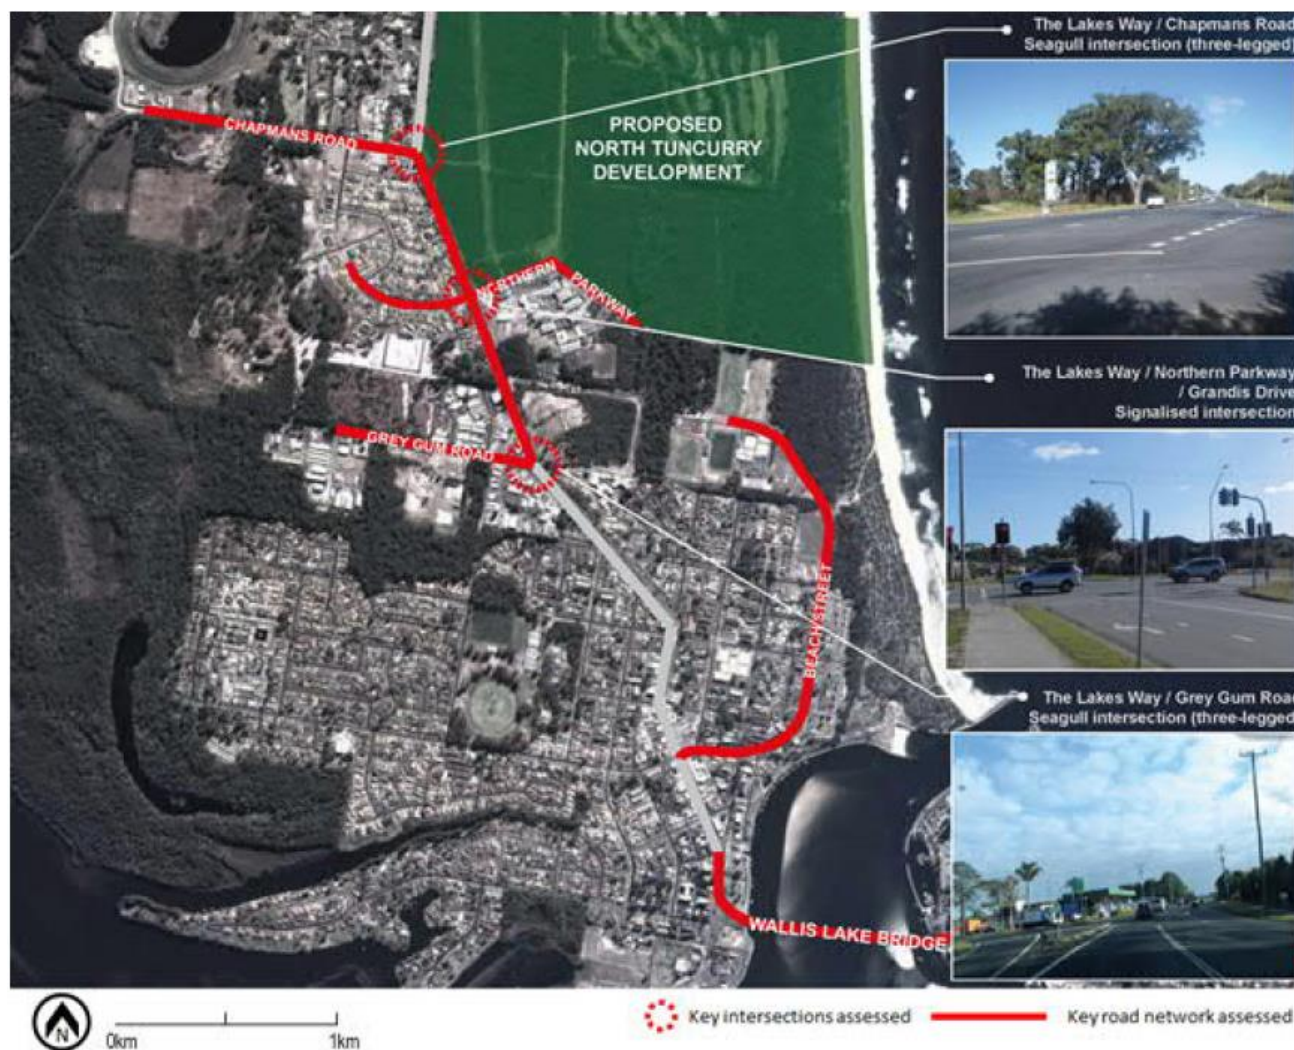 The Lakes Way / Chapmans Road
Seagull intersection (three-legged)
CHAPMANS ROAD
PROPOSED
NORTH TUNCURRY
DEVELOPMENT
NORTHERN PARKWAY
The Lakes Way / Northern Parkway
/ Grandis Drive
Signalised intersection
GREY GUM ROAD
BEACH STREET
The Lakes Way / Grey Gum Road
Seagull intersection (three-legged)
WALLIS LAKE BRIDGE
N
0km
1km
Key intersections assessed
Key road network assessed